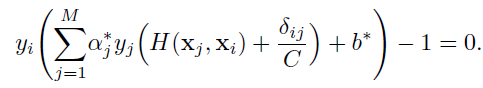 $$y_i\left(\sum_{j=1}^{M}\alpha_j^* y_j\left(H(\mathbf{x}_j, \mathbf{x}_i) + \frac{\delta_{ij}}{C}\right) + b^*\right) - 1 = 0.$$